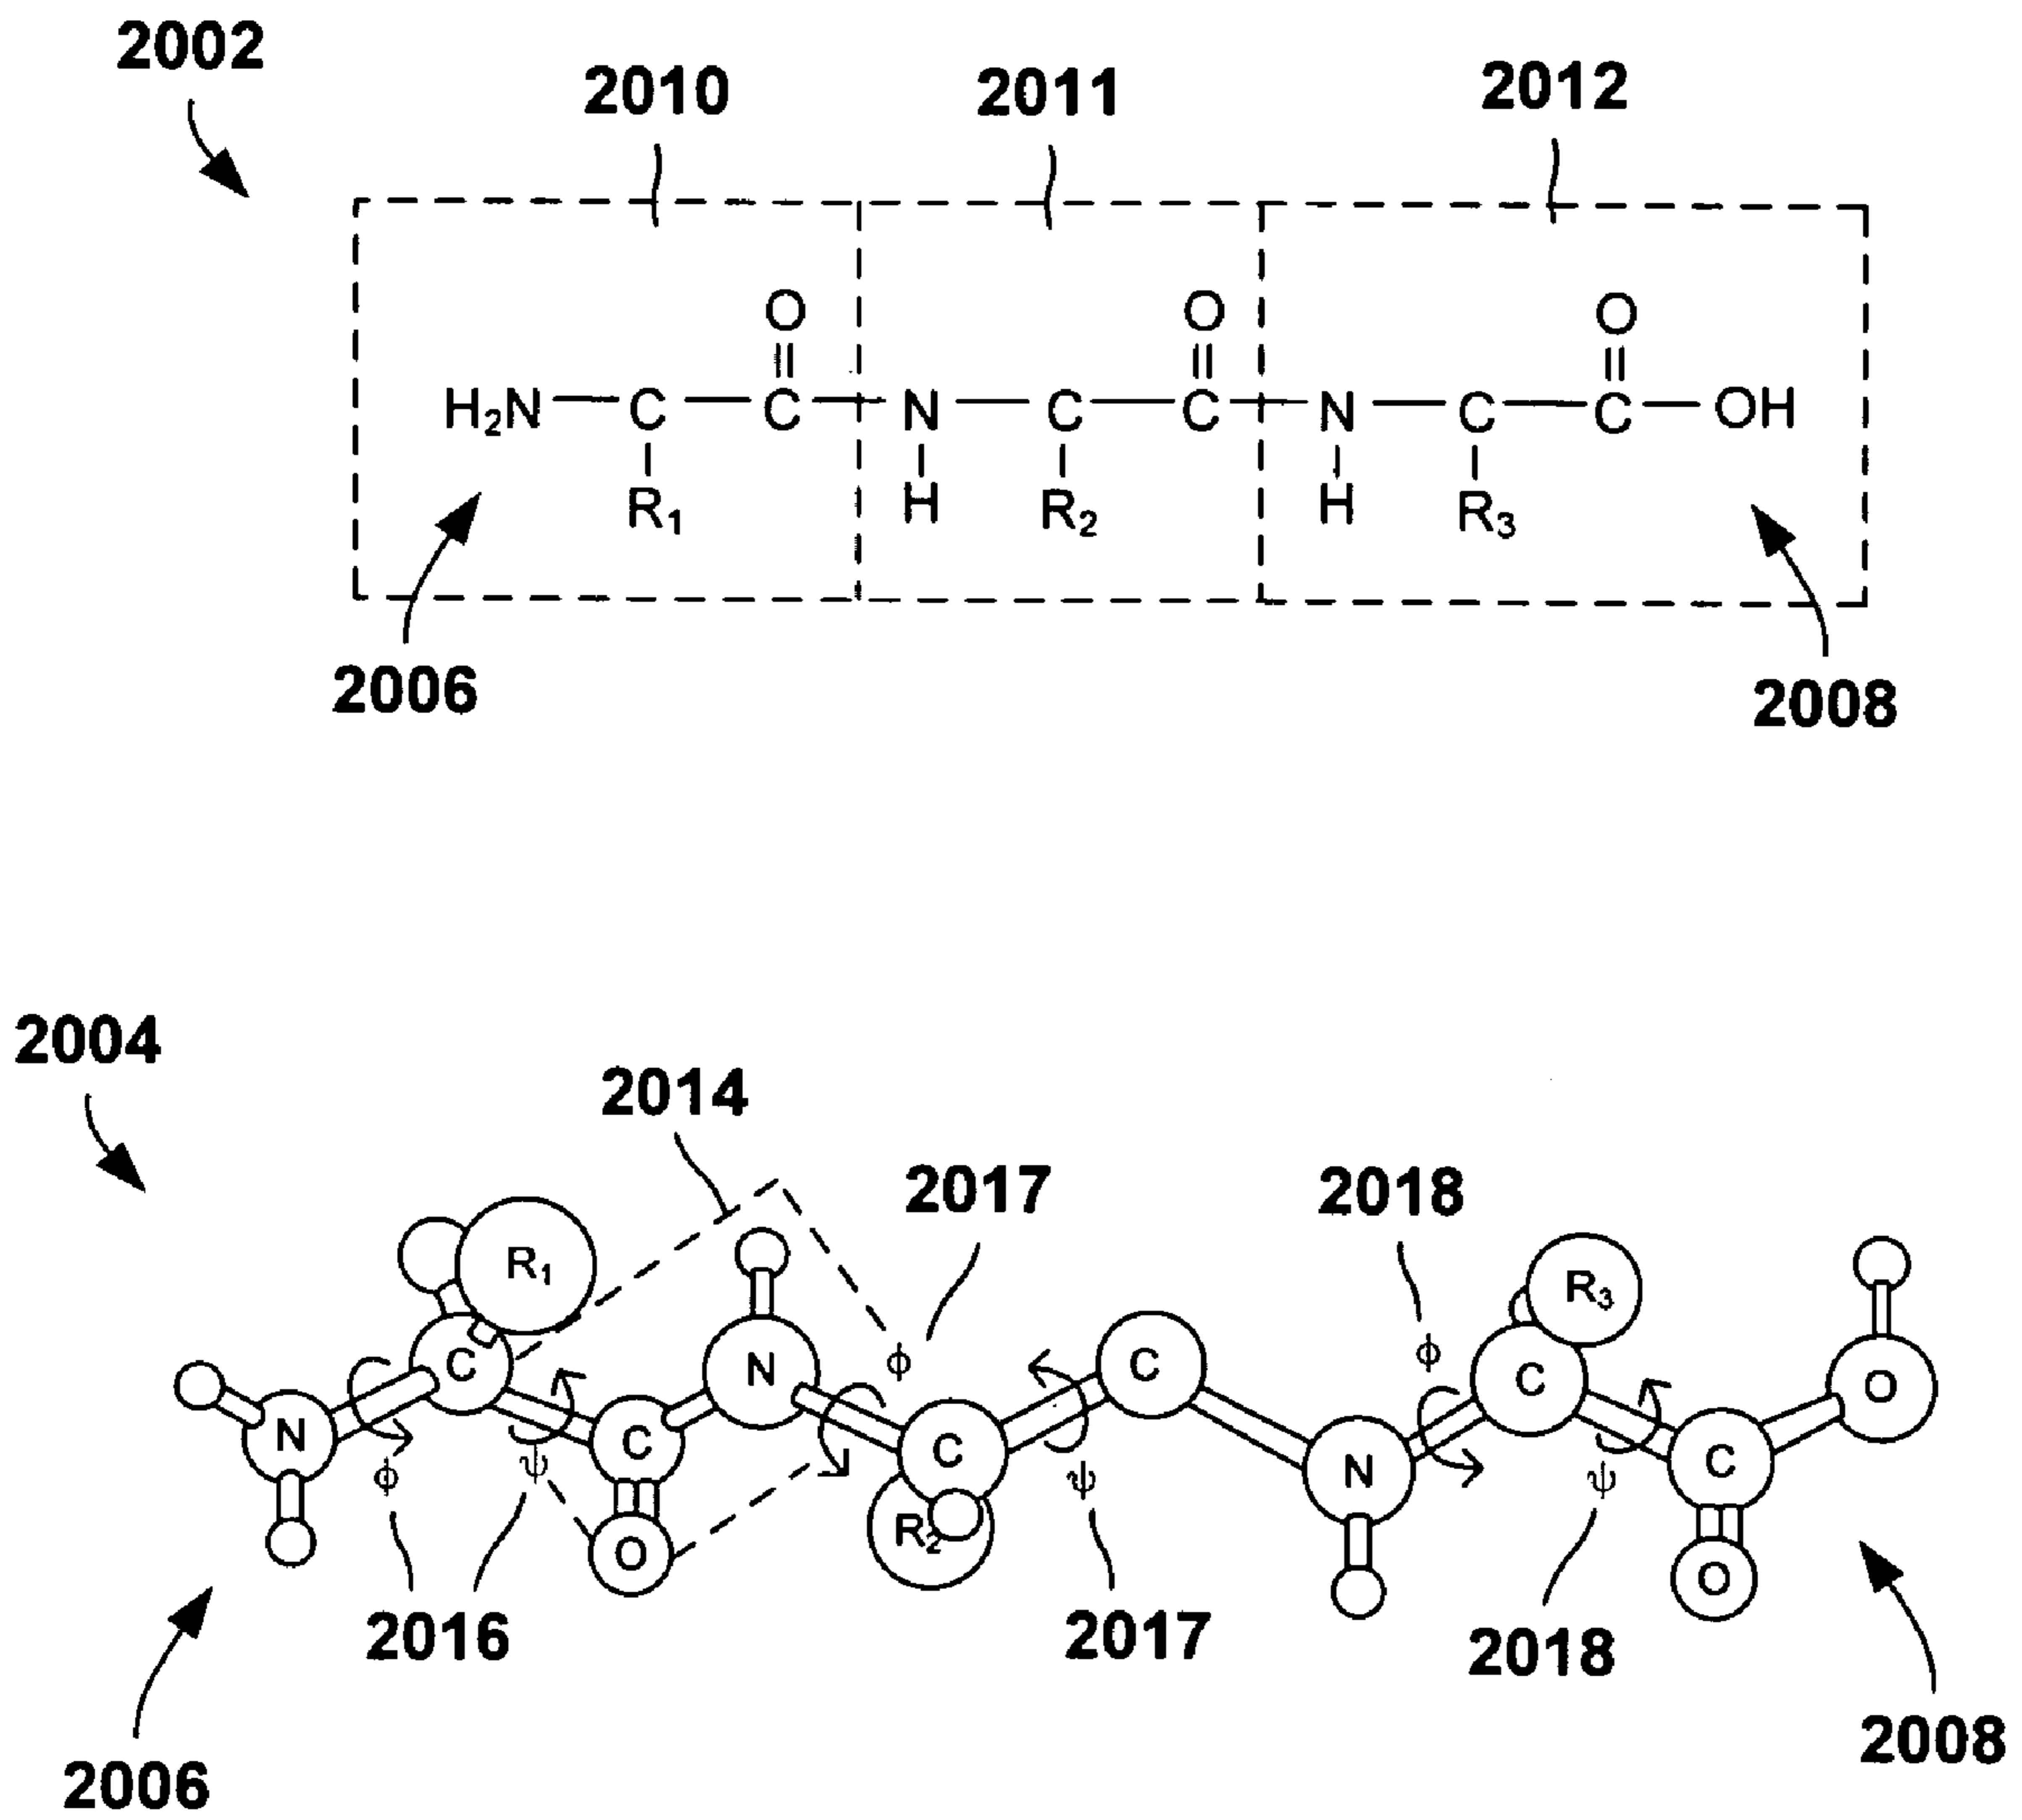 2002
2010 2011 2012
O O O
H₂N C C N C C N C C OH
R₁ H R₂ H R₃
2006 2008
2004
2014
2017 2018
R₁ R₃
ϕ ϕ
C N C C O
N C C N C
ϕ ψ ψ ψ
R₂ O O
2016 2017 2018
2006 2008